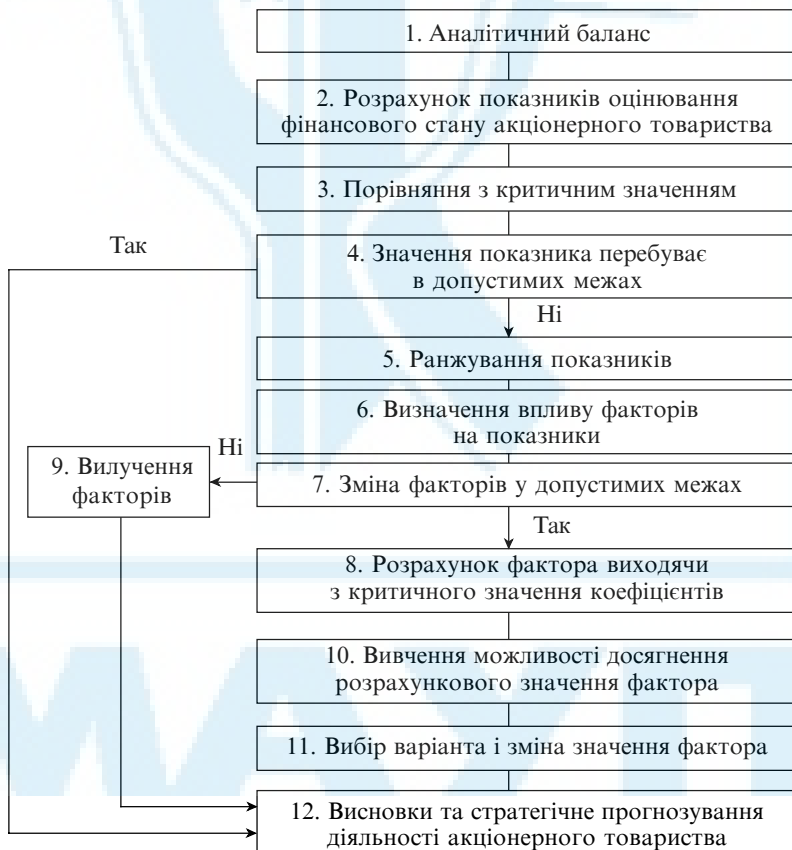 1. Аналітичний баланс
2. Розрахунок показників оцінювання
фінансового стану акціонерного товариства
3. Порівняння з критичним значенням
Так
4. Значення показника перебуває
в допустимих межах
Ні
5. Ранжування показників
6. Визначення впливу факторів
на показники
Ні
9. Вилучення
факторів
7. Зміна факторів у допустимих межах
Так
8. Розрахунок фактора виходячи
з критичного значення коефіцієнтів
10. Вивчення можливості досягнення
розрахункового значення фактора
11. Вибір варіанта і зміна значення фактора
12. Висновки та стратегічне прогнозування
діяльності акціонерного товариства
МАУП